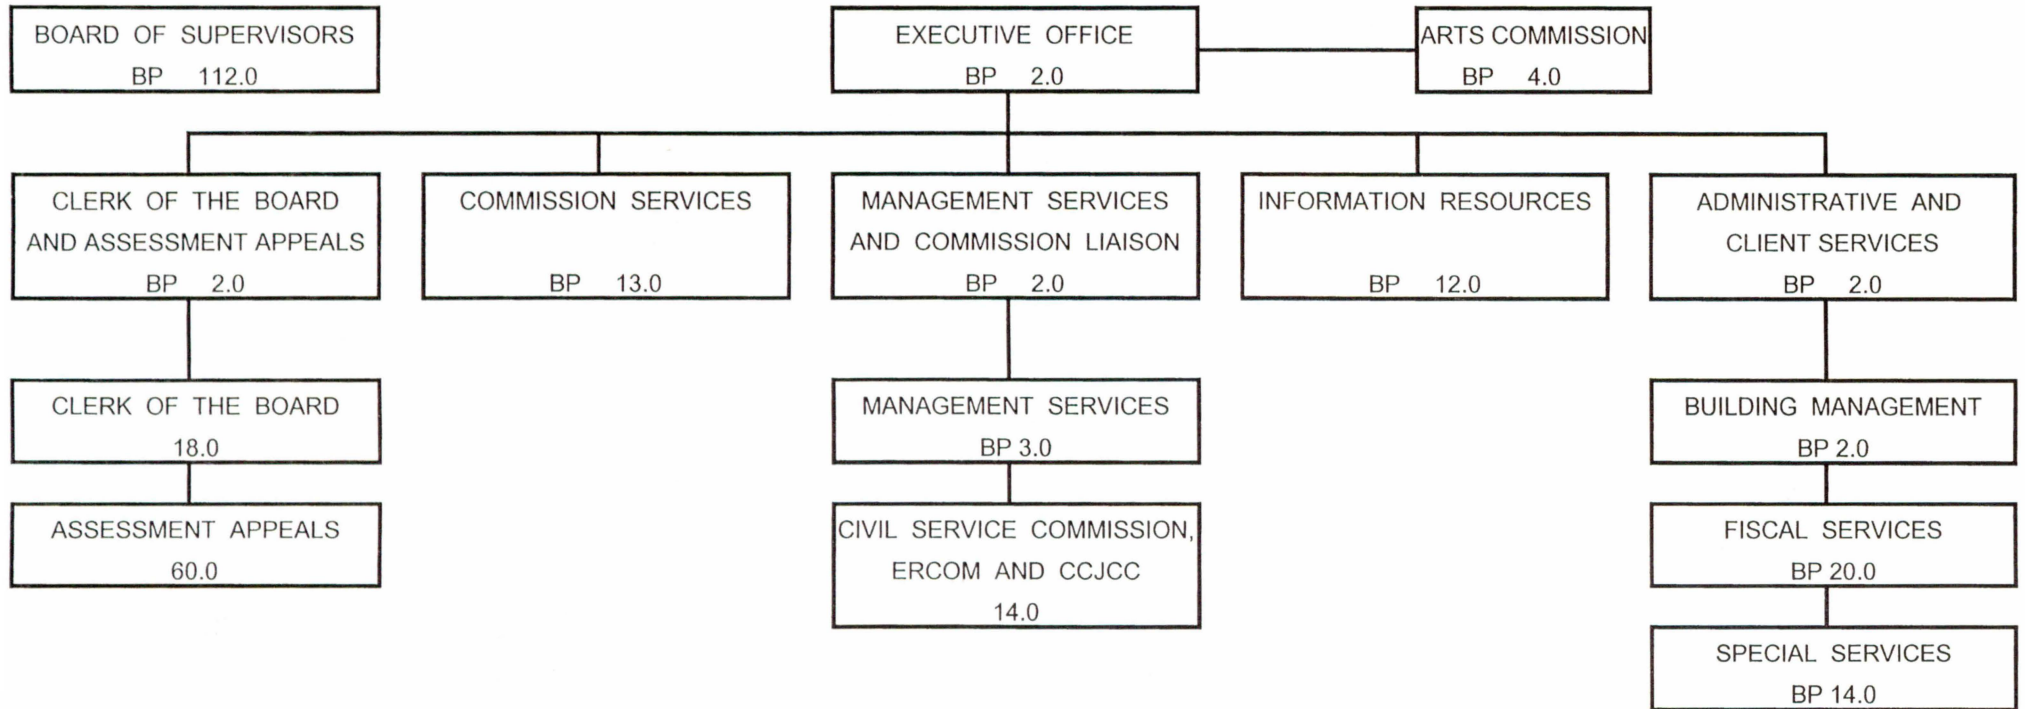 BOARD OF SUPERVISORS
BP 112.0
EXECUTIVE OFFICE
BP 2.0
ARTS COMMISSION
BP 4.0
CLERK OF THE BOARD
AND ASSESSMENT APPEALS
BP 2.0
COMMISSION SERVICES
BP 13.0
MANAGEMENT SERVICES
AND COMMISSION LIAISON
BP 2.0
INFORMATION RESOURCES
BP 12.0
ADMINISTRATIVE AND
CLIENT SERVICES
BP 2.0
CLERK OF THE BOARD
18.0
MANAGEMENT SERVICES
BP 3.0
BUILDING MANAGEMENT
BP 2.0
ASSESSMENT APPEALS
60.0
CIVIL SERVICE COMMISSION,
ERCOM AND CCJCC
14.0
FISCAL SERVICES
BP 20.0
SPECIAL SERVICES
BP 14.0